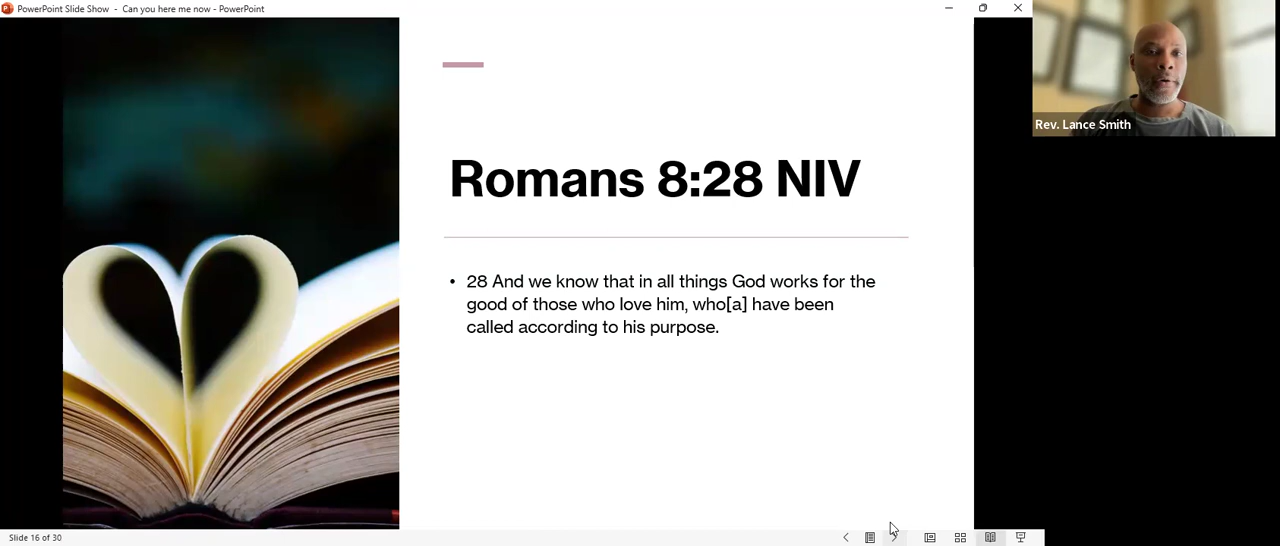 PowerPoint Slide Show - Can you here me now - PowerPoint
Rev. Lance Smith
Romans 8:28 NIV
• 28 And we know that in all things God works for the
good of those who love him, who[a] have been
called according to his purpose.
Slide 16 of 30